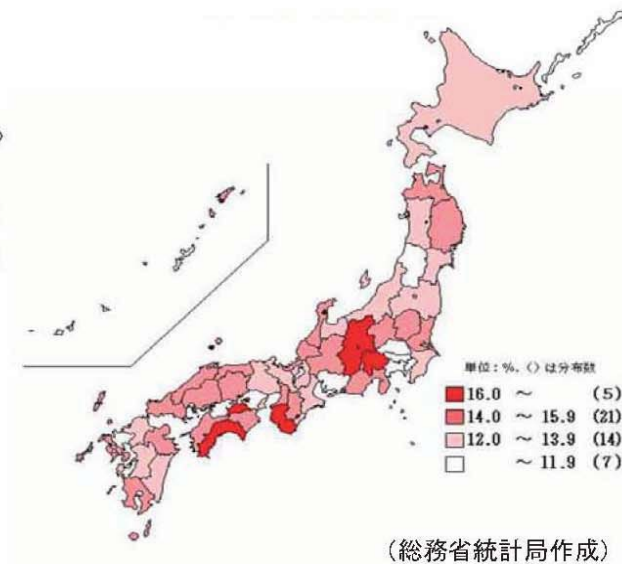 単位：%、〈〉は分布数
16.0 ～ (5)
14.0 ～ 15.9 (21)
12.0 ～ 13.9 (14)
～ 11.9 (7)
(総務省統計局作成)